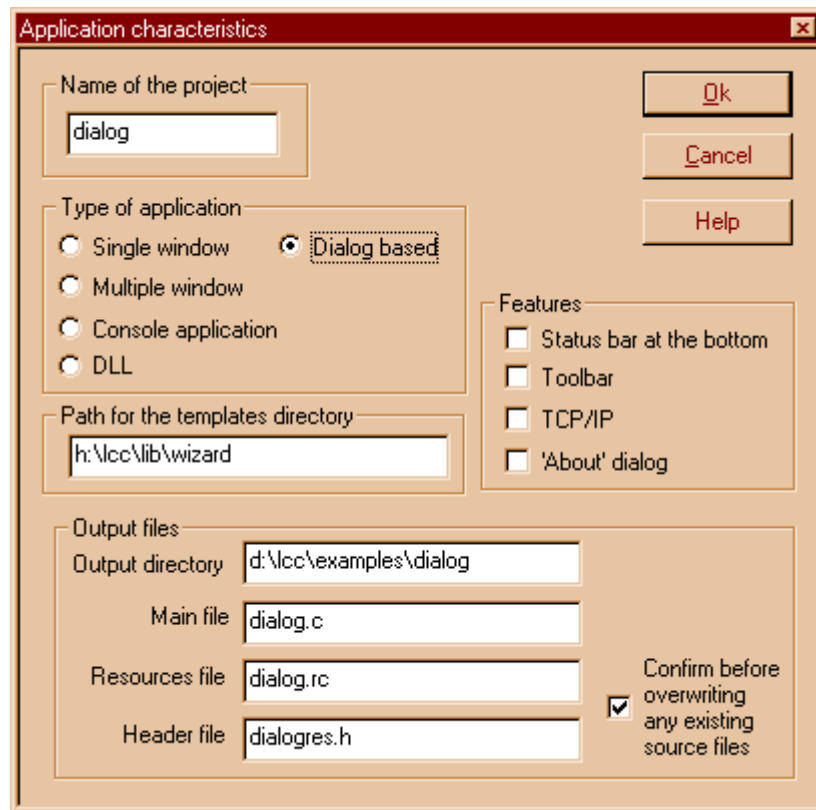 Application characteristics
Name of the project
dialog
Ok
Cancel
Help
Type of application
Single window
Dialog based
Multiple window
Console application
DLL
Features
Status bar at the bottom
Toolbar
TCP/IP
'About' dialog
Path for the templates directory
h:\lcc\lib\wizard
Output files
Output directory
d:\lcc\examples\dialog
Main file
dialog.c
Resources file
dialog.rc
Header file
dialogres.h
Confirm before
overwriting
any existing
source files